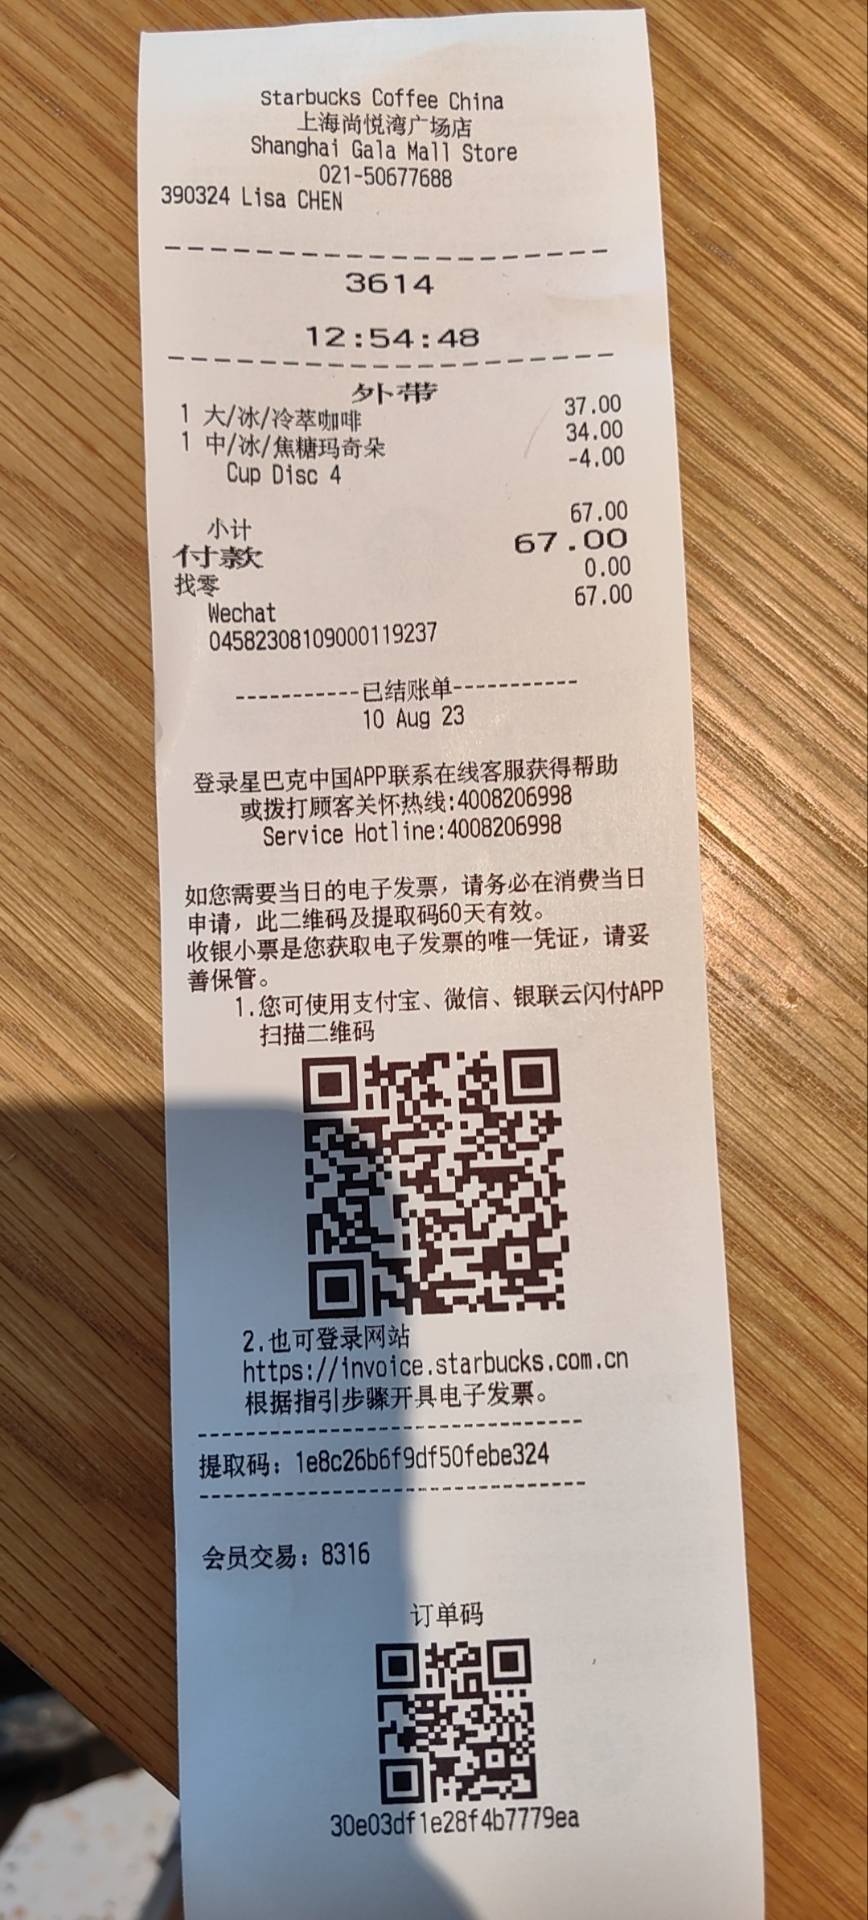 Starbucks Coffee China
上海尚悦湾广场店
Shanghai Gala Mall Store
021-50677688
390324 Lisa CHEN
3614
12:54:48
外带
1 大/冰/冷萃咖啡 37.00
1 中/冰/焦糖玛奇朵 34.00
Cup Disc 4 -4.00
小计 67.00
付款 67.00
找零 0.00
Wechat 67.00
04582308109000119237
-----------已结账单-----------
10 Aug 23
登录星巴克中国APP联系在线客服获得帮助
或拨打顾客关怀热线:4008206998
Service Hotline:4008206998
如您需要当日的电子发票，请务必在消费当日
申请，此二维码及提取码60天有效。
收银小票是您获取电子发票的唯一凭证，请妥
善保管。
1.您可使用支付宝、微信、银联云闪付APP
扫描二维码
2.也可登录网站
https://invoice.starbucks.com.cn
根据指引步骤开具电子发票。
提取码：1e8c26b6f9df50febe324
会员交易：8316
订单码
30e03df1e28f4b7779ea